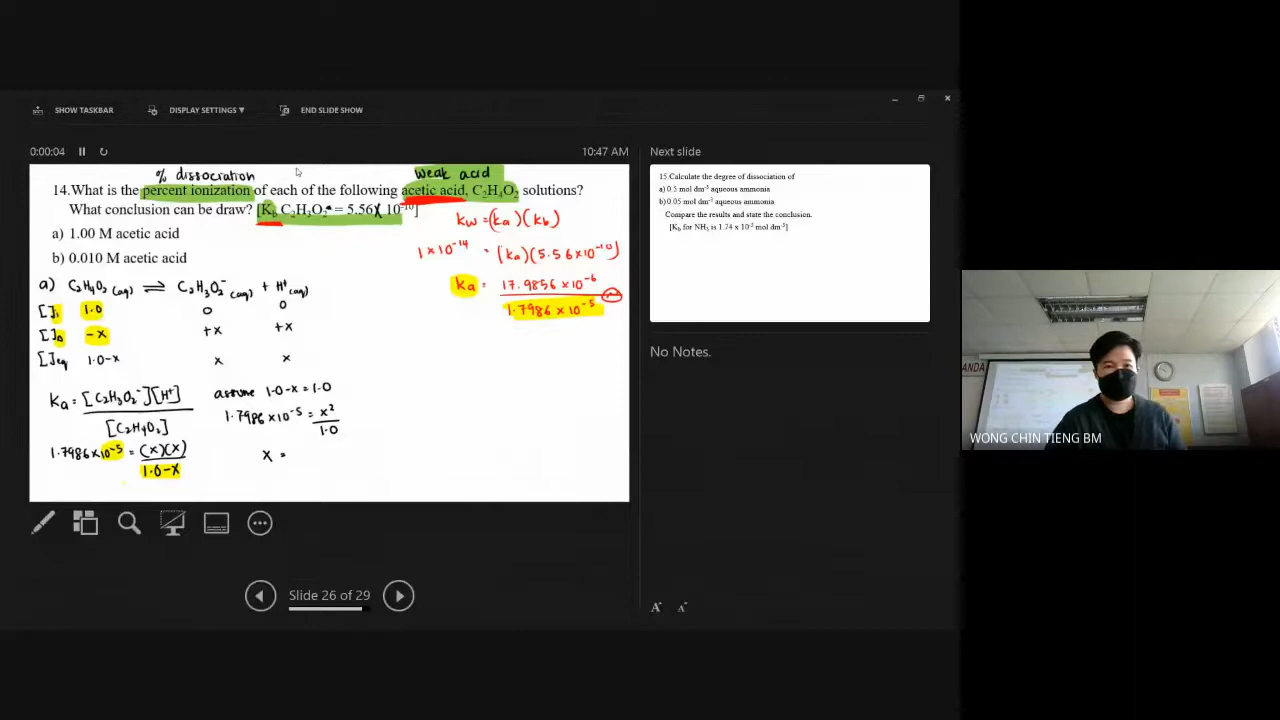 SHOW TASKBAR
DISPLAY SETTINGS ▼
END SLIDE SHOW
0:00:04
10:47 AM
% dissociation
weak acid
14.What is the percent ionization of each of the following acetic acid, C₂H₄O₂ solutions?
What conclusion can be draw? [K_b C₂H₃O₂⁻ = 5.56 X 10⁻¹⁰]
a) 1.00 M acetic acid
b) 0.010 M acetic acid
kw = (ka)(kb)
1 x 10⁻¹⁴ = (ka)(5.56x10⁻¹⁰)
ka = 17.9856 x 10⁻⁶
1.7986 x 10⁻⁵
a) C₂H₄O₂ (aq) ⇌ C₂H₃O₂⁻ (aq) + H⁺ (aq)
[ ]i 1.0 0 0
[ ]Δ -x +x +x
[ ]eq 1.0-x x x
Ka = [C₂H₃O₂⁻][H⁺]
[C₂H₄O₂]
1.7986 x 10⁻⁵ = (x)(x)
1.0-x
assume 1.0-x = 1.0
1.7986 x 10⁻⁵ = x²
1.0
x =
Next slide
15.Calculate the degree of dissociation of
a) 0.5 mol dm⁻³ aqueous ammonia
b) 0.05 mol dm⁻³ aqueous ammonia
Compare the results and state the conclusion.
[K_b for NH₃ is 1.74 x 10⁻⁵ mol dm⁻³]
No Notes.
Slide 26 of 29
A
A
ANDA
WONG CHIN TIENG BM